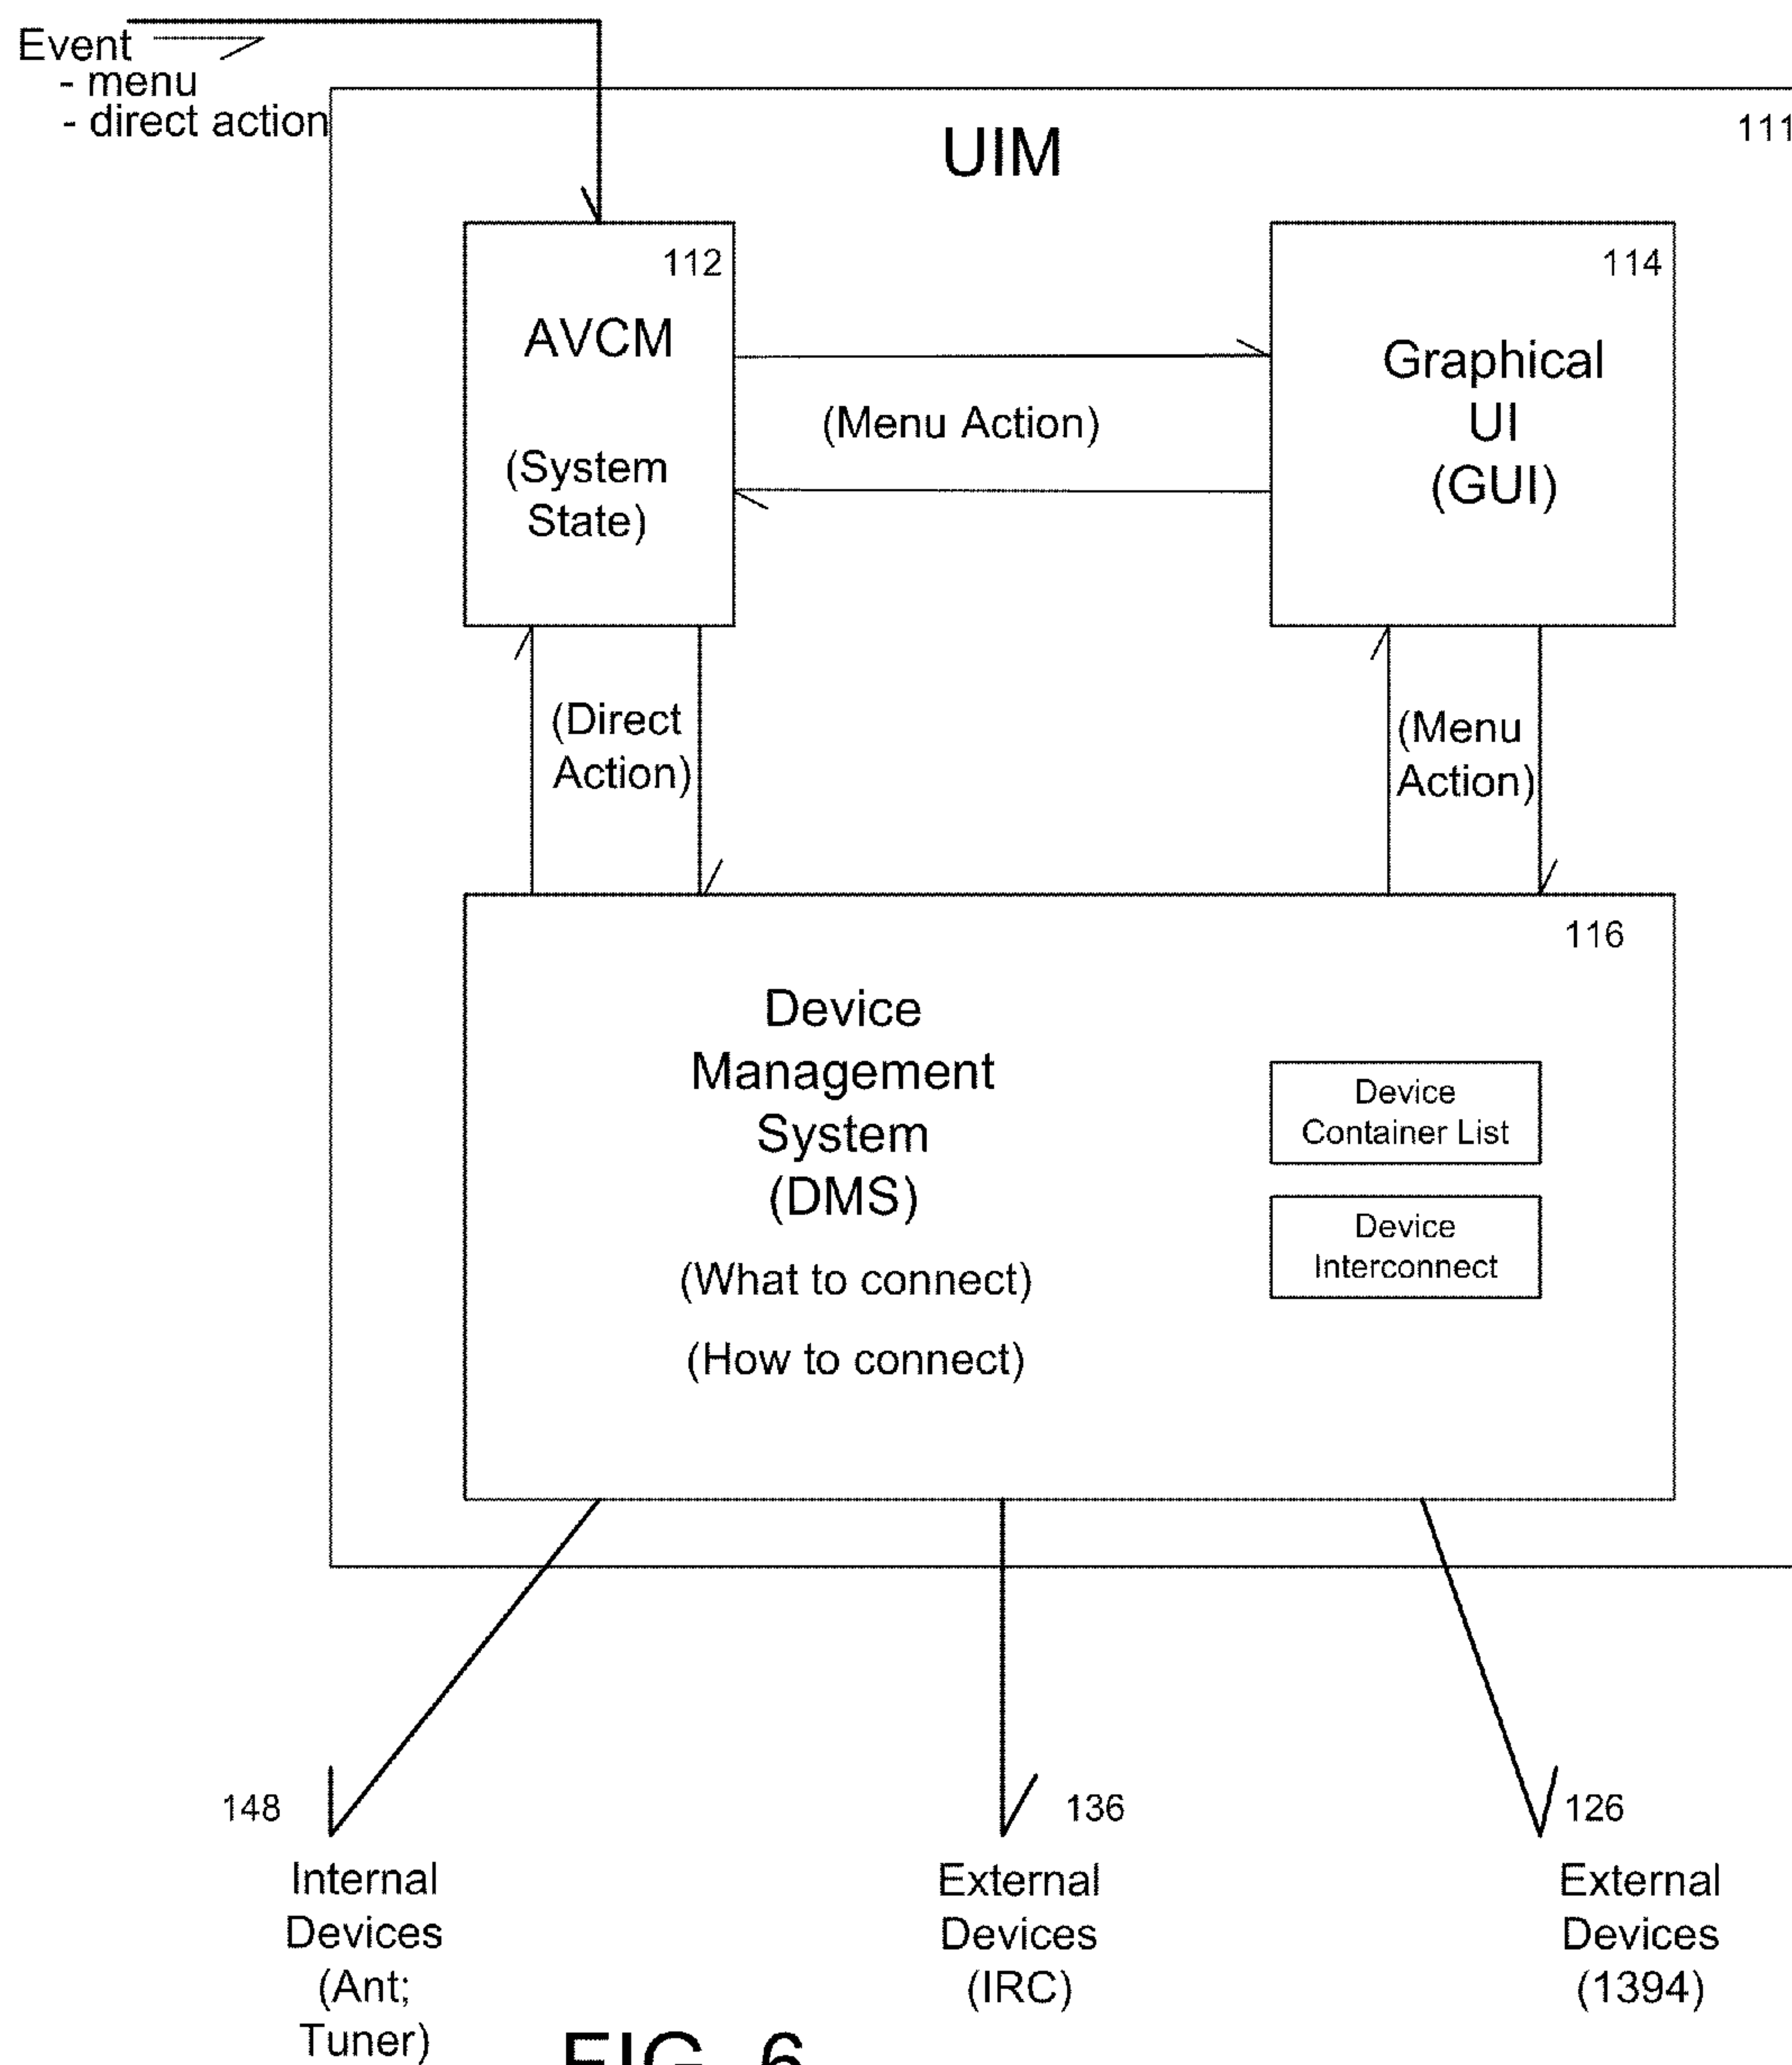 Event
- menu
- direct action
111
UIM
112
AVCM
(System
State)
(Menu Action)
114
Graphical
UI
(GUI)
(Direct
Action)
(Menu
Action)
116
Device
Management
System
(DMS)
(What to connect)
(How to connect)
Device
Container List
Device
Interconnect
148
Internal
Devices
(Ant;
Tuner)
136
External
Devices
(IRC)
126
External
Devices
(1394)
FIG. 6